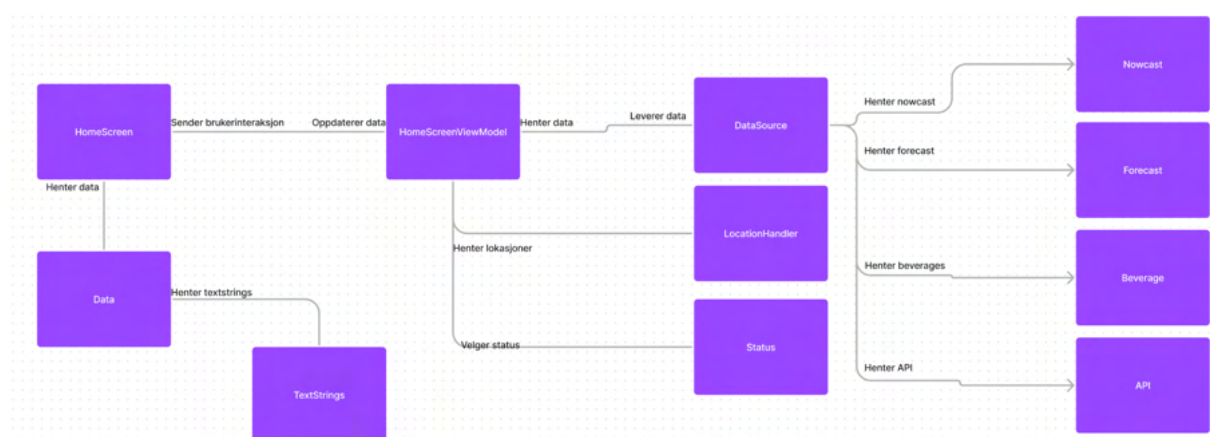 Nowcast
Henter nowcast
HomeScreen
Sender brukerinteraksjon
Oppdaterer data
HomeScreenViewModel
Henter data
Leverer data
DataSource
Henter forecast
Forecast
Henter data
Henter lokasjoner
LocationHandler
Henter beverages
Beverage
Data
Henter textstrings
Velger status
Status
Henter API
API
TextStrings